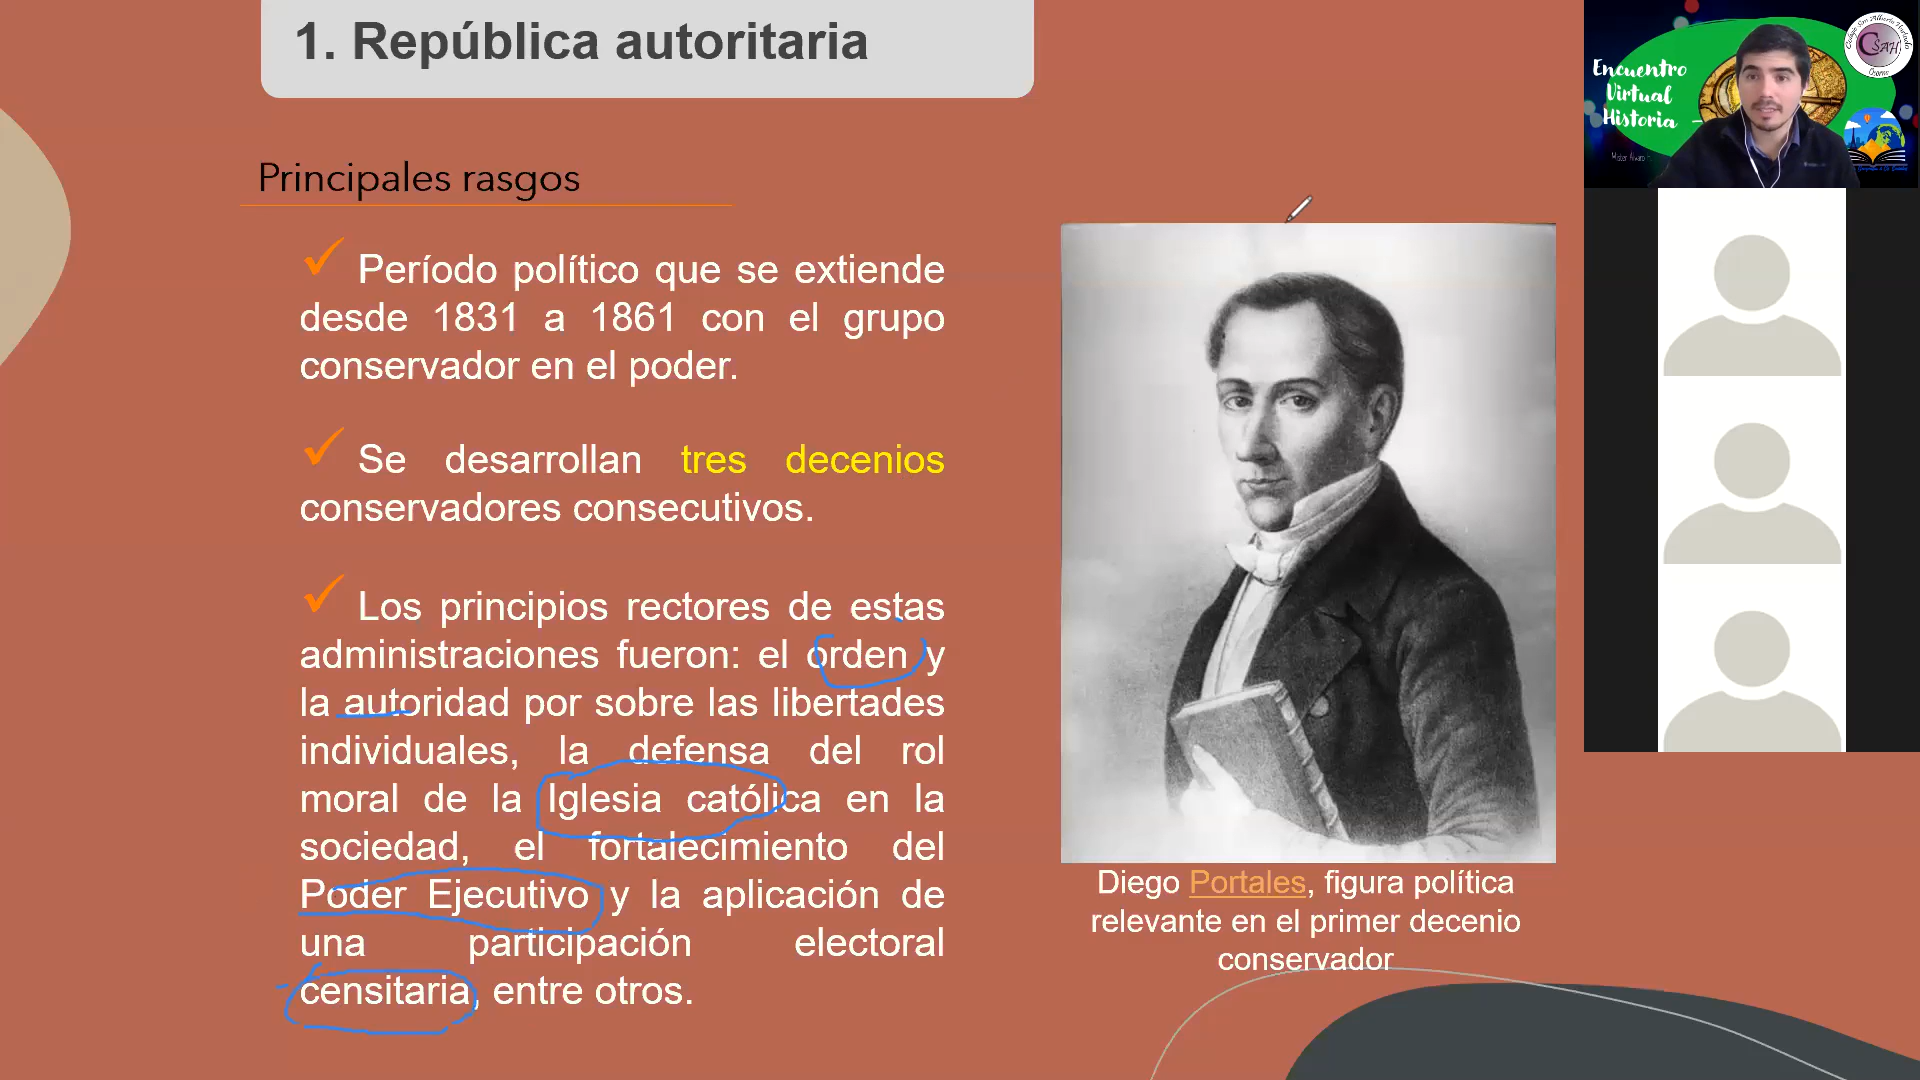 1. República autoritaria
Principales rasgos
Período político que se extiende
desde 1831 a 1861 con el grupo
conservador en el poder.
Se desarrollan tres decenios
conservadores consecutivos.
Los principios rectores de estas
administraciones fueron: el orden y
la autoridad por sobre las libertades
individuales, la defensa del rol
moral de la Iglesia católica en la
sociedad, el fortalecimiento del
Poder Ejecutivo y la aplicación de
una participación electoral
censitaria, entre otros.
Diego Portales, figura política
relevante en el primer decenio
conservador
Encuentro
Virtual
Historia
CSAH